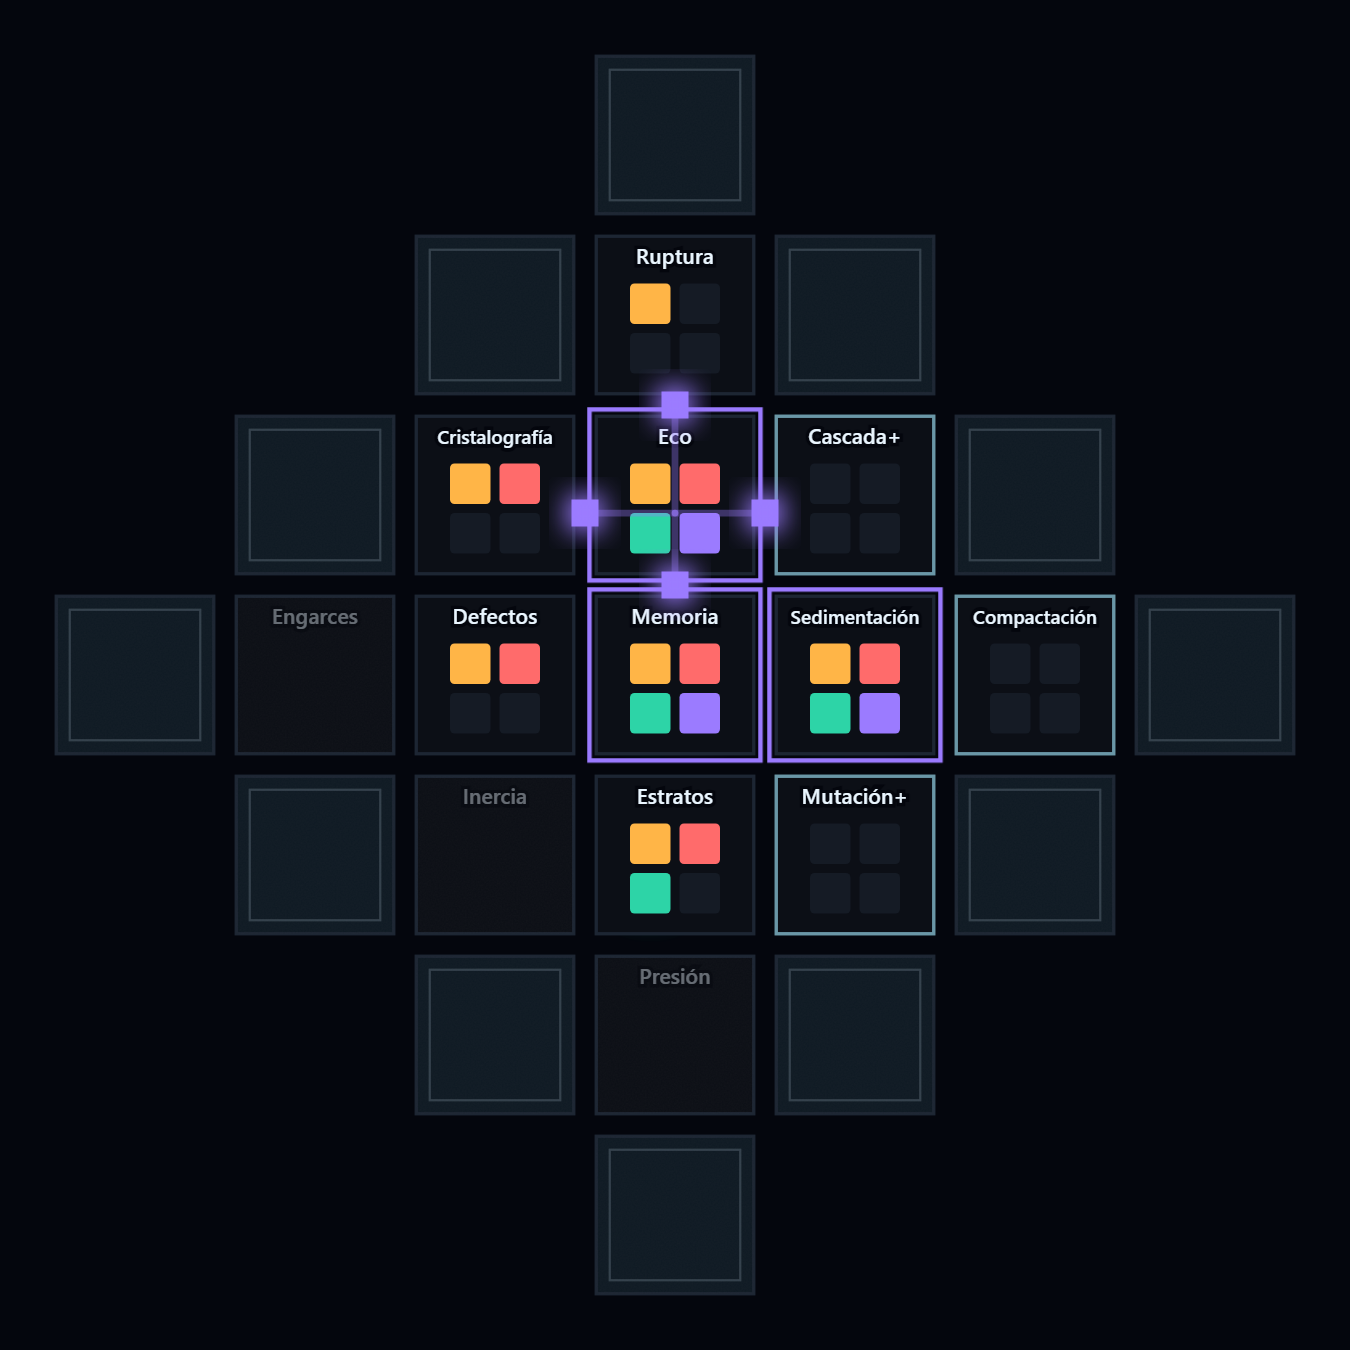 Ruptura
Cristalografía
Eco
Cascada+
Engarces
Defectos
Memoria
Sedimentación
Compactación
Inercia
Estratos
Mutación+
Presión